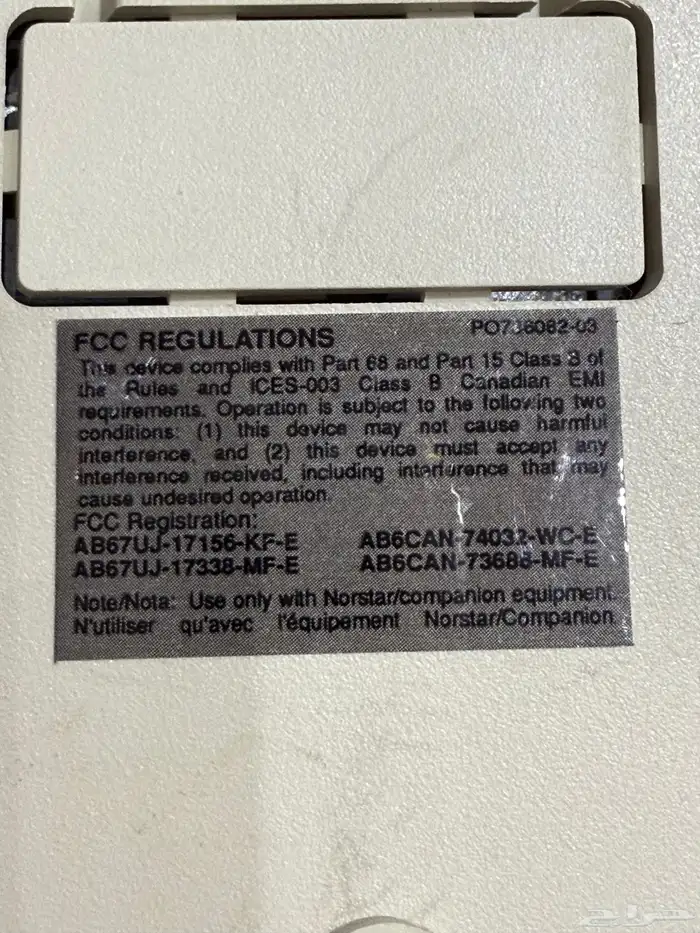 FCC REGULATIONS
This device complies with Part 68 and Part 15 Class B of
the Rules and ICES-003 Class B Canadian EMI
requirements. Operation is subject to the following two
conditions: (1) this device may not cause harmful
interference, and (2) this device must accept any
interference received, including interference that may
cause undesired operation.
FCC Registration:
AB67UJ-17156-KF-E AB6CAN-74032-WC-E
AB67UJ-17338-MF-E
Note/Nota: Use only with Norstar/companion equipment.
N'utiliser qu'avec l'équipement Norstar/Companion
حراج